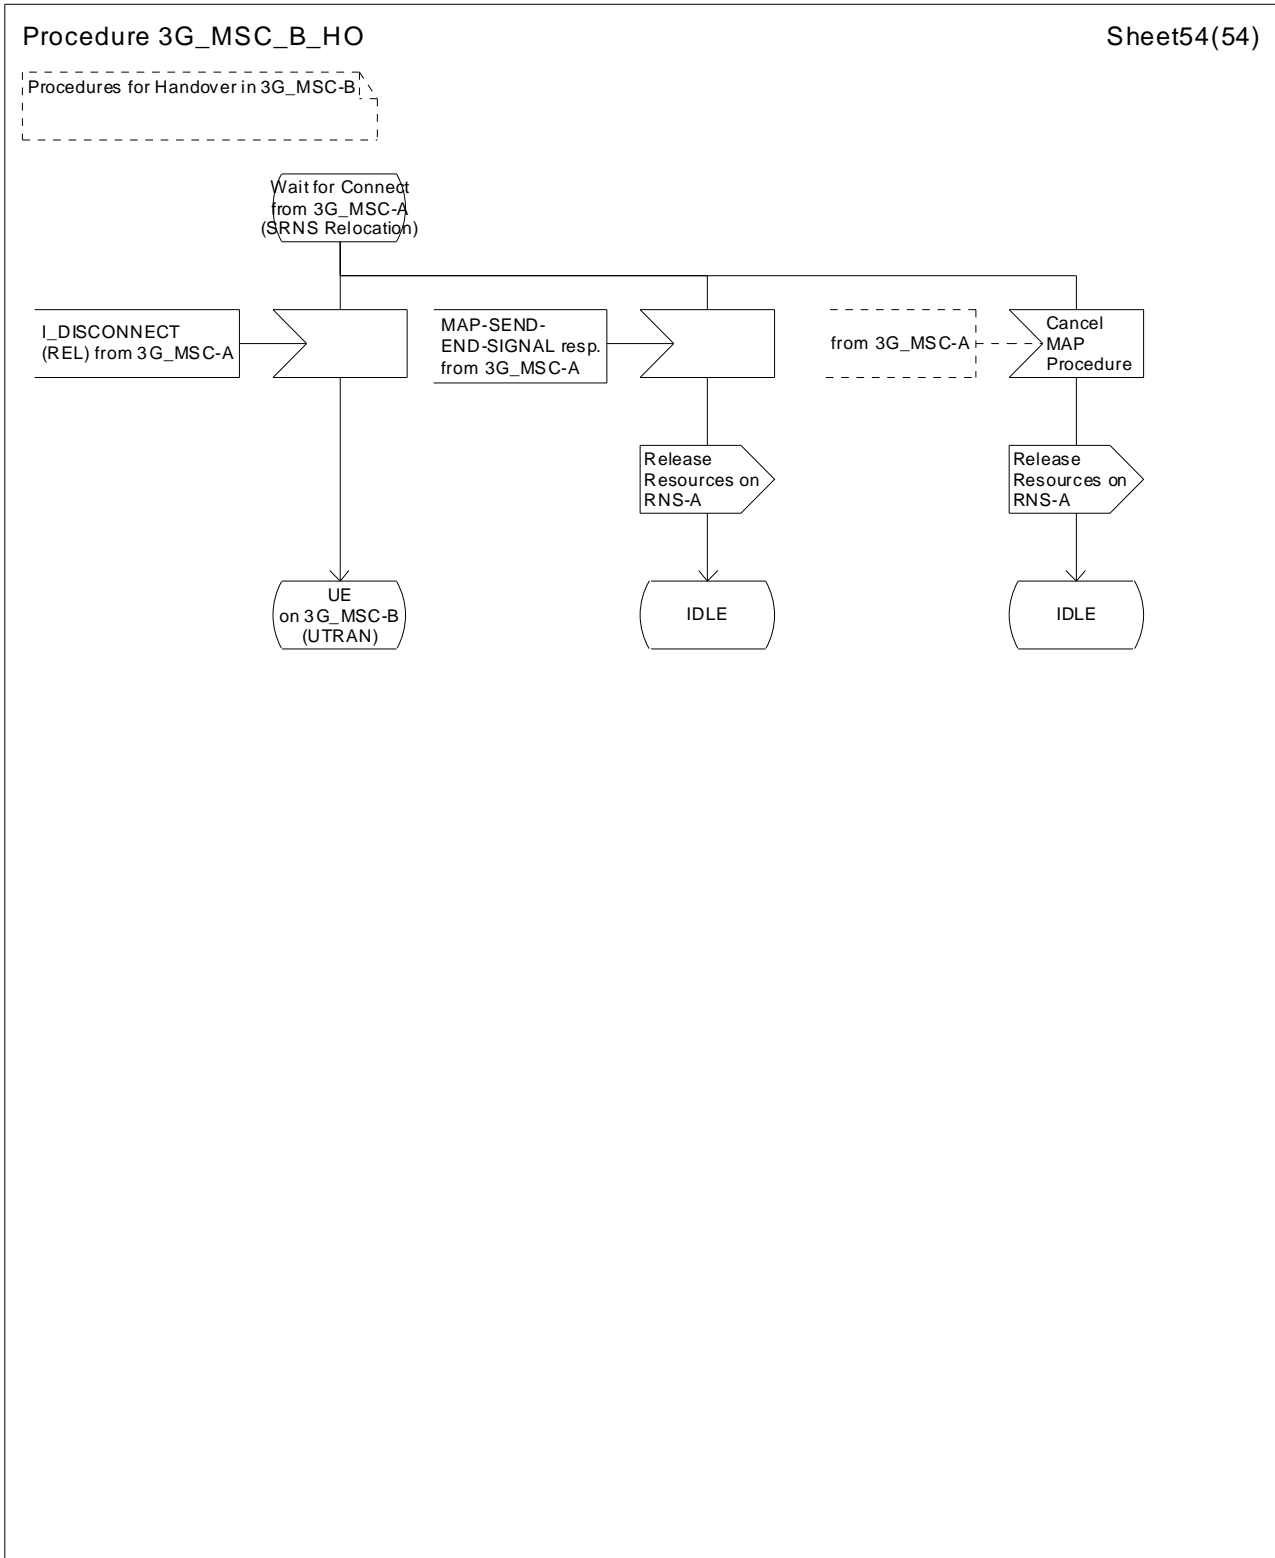 Procedure 3G_MSC_B_HO
Sheet54(54)
Procedures for Handover in 3G_MSC-B
Wait for Connect
from 3G_MSC-A
(SRNS Relocation)
I_DISCONNECT
(REL) from 3G_MSC-A
MAP-SEND-
END-SIGNAL resp.
from 3G_MSC-A
from 3G_MSC-A
Cancel
MAP
Procedure
Release
Resources on
RNS-A
Release
Resources on
RNS-A
UE
on 3G_MSC-B
(UTRAN)
IDLE
IDLE